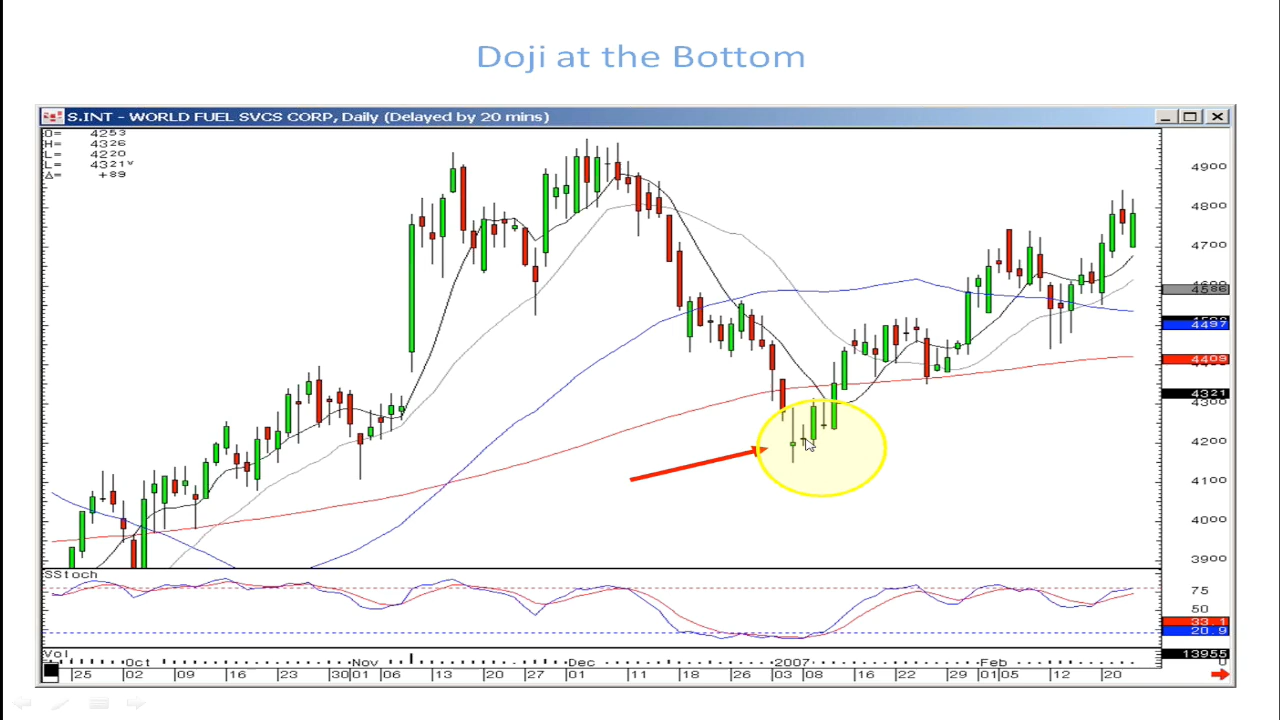 Doji at the Bottom
S.INT - WORLD FUEL SVCS CORP, Daily (Delayed by 20 mins)
O= 4253
H= 4326
L= 4220
L= 4321v
Δ= +89
4900
4800
4700
4586
4497
4409
4321
4300
4200
4100
4000
3900
SStoch
75
50
33.1
20.9
Vol
13955
0
Oct Nov Dec 2007 Feb
25 02 09 16 23 30 01 06 13 20 27 01 11 18 26 03 08 16 22 29 01 05 12 20